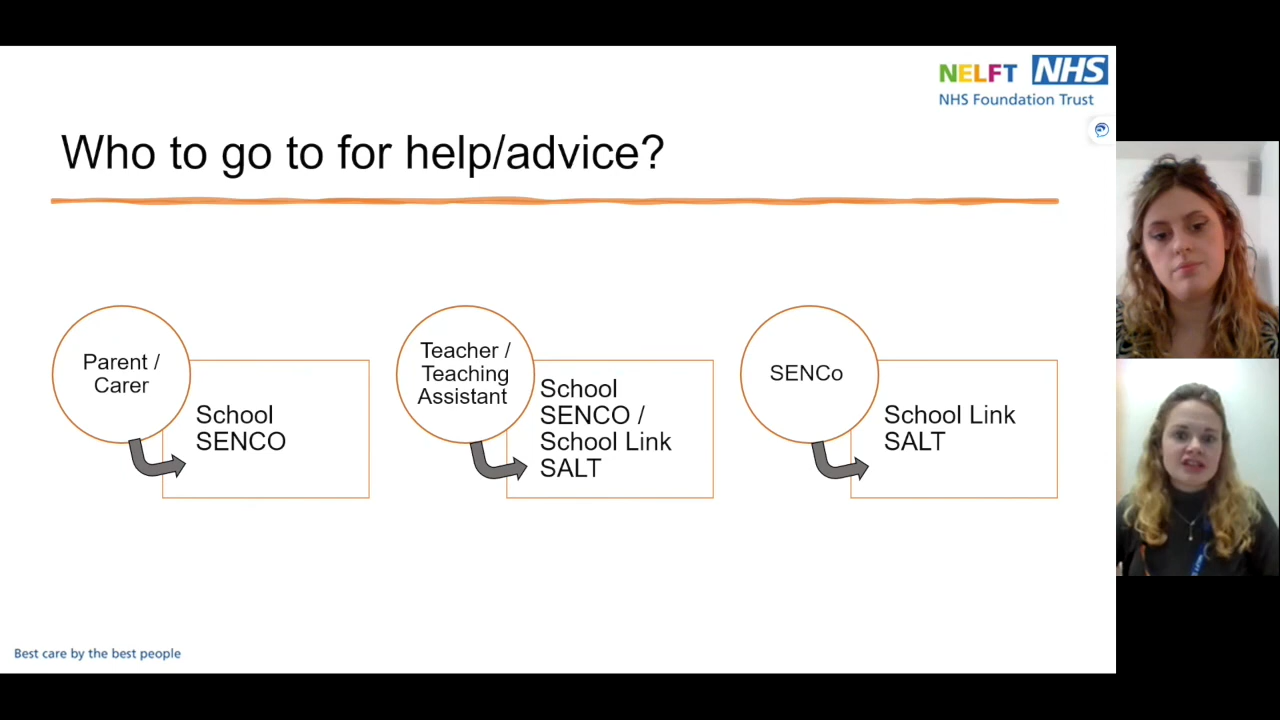 NELFT NHS
NHS Foundation Trust
Who to go to for help/advice?
Parent /
Carer
School
SENCO
Teacher /
Teaching
Assistant
School
SENCO /
School Link
SALT
SENCo
School Link
SALT
Best care by the best people